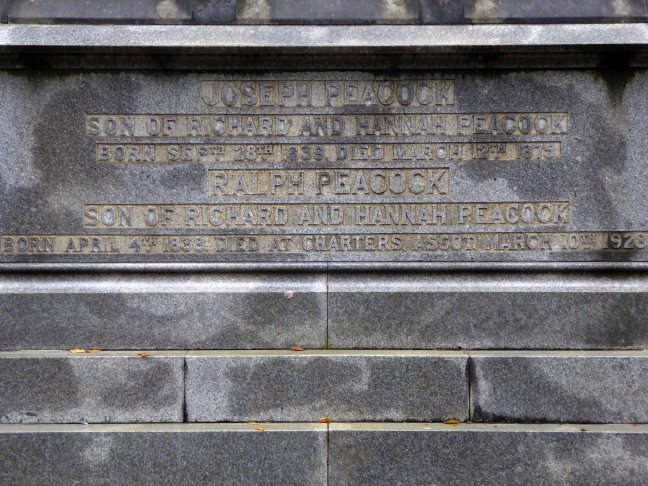 JOSEPH PEACOCK
SON OF RICHARD AND HANNAH PEACOCK
BORN SEPTH 28TH DIED MARCH 12TH 1875.
RALPH PEACOCK
SON OF RICHARD AND HANNAH PEACOCK
BORN APRIL 4TH 1838. DIED AT CHARTERS, ASCOT MARCH 10TH 1928